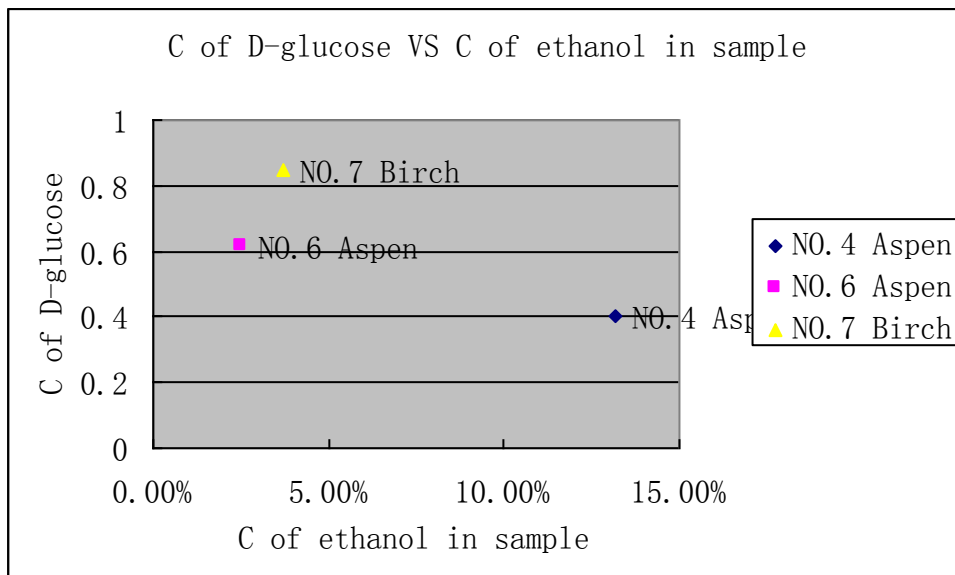 C of D-glucose VS C of ethanol in sample
1
0.8
0.6
0.4
0.2
0
C of D-glucose
NO.7 Birch
NO.6 Aspen
NO.4 Asp
0.00%
5.00%
10.00%
15.00%
C of ethanol in sample
NO.4 Aspen
NO.6 Aspen
NO.7 Birch